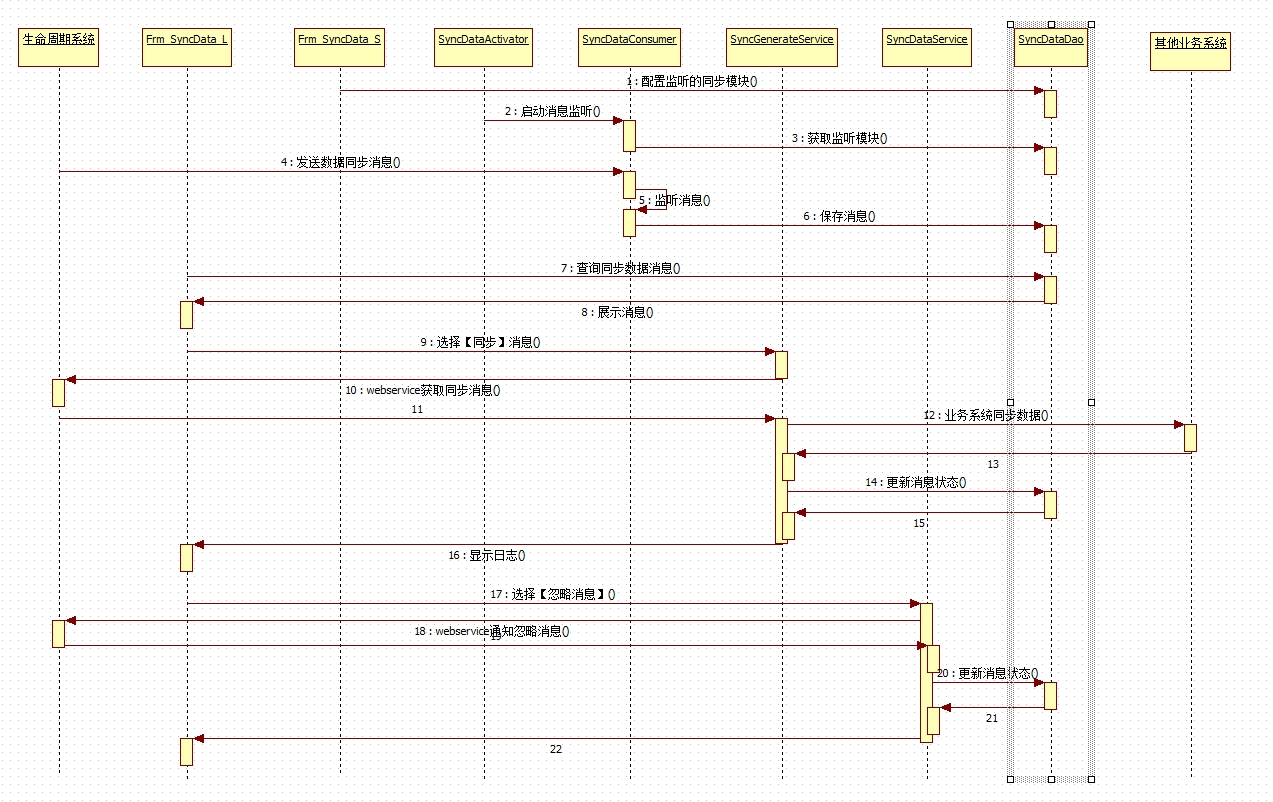 生命周期系统
Frm_SyncData_L
Frm_SyncData_S
SyncDataActivator
SyncDataConsumer
SyncGenerateService
SyncDataService
SyncDataDao
其他业务系统
1 : 配置监听的同步模块()
2 : 启动消息监听()
3 : 获取监听模块()
4 : 发送数据同步消息()
5 : 监听消息()
6 : 保存消息()
7 : 查询同步数据消息()
8 : 展示消息()
9 : 选择【同步】消息()
10 : webservice获取同步消息()
11
12 : 业务系统同步数据()
13
14 : 更新消息状态()
15
16 : 显示日志()
17 : 选择【忽略消息】()
18 : webservice通知忽略消息()
19
20 : 更新消息状态()
21
22